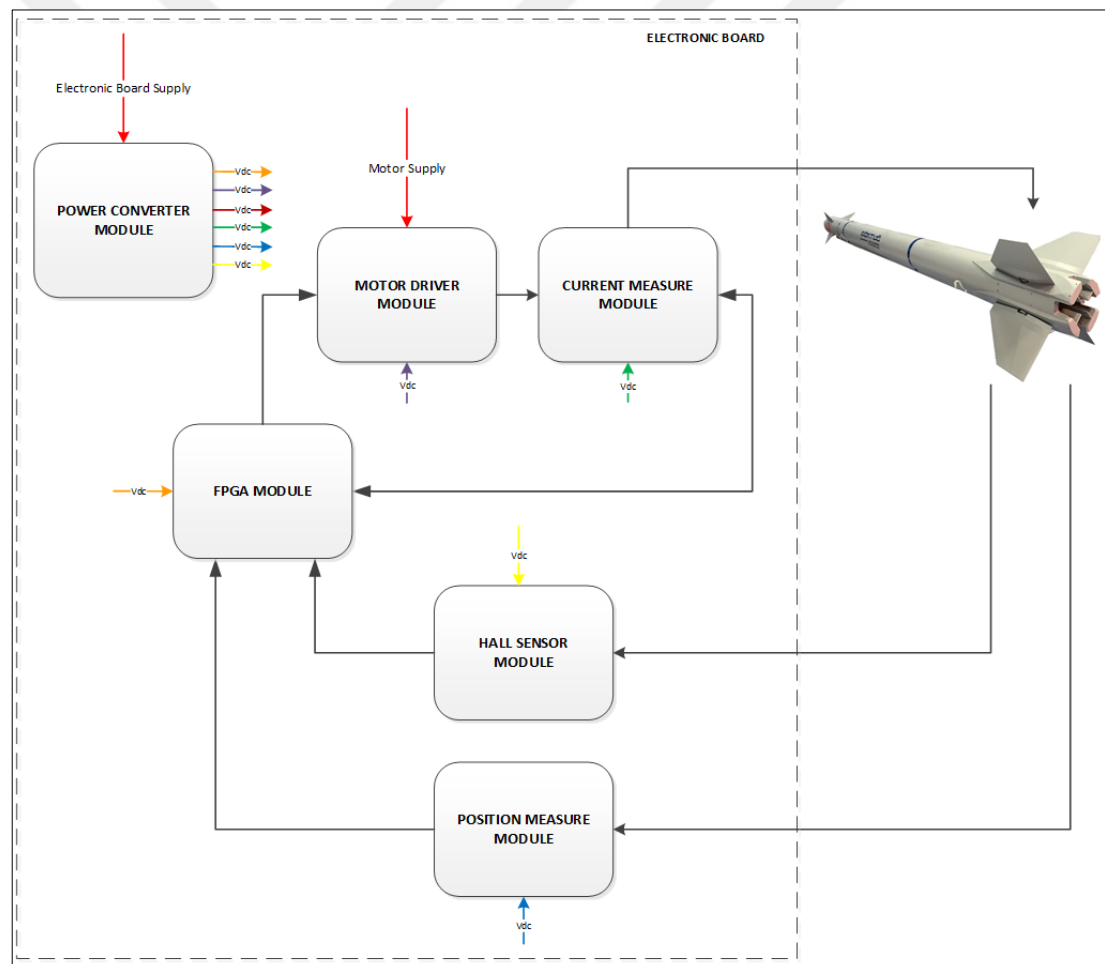 ELECTRONIC BOARD
Electronic Board Supply
Motor Supply
POWER CONVERTER
MODULE
Vdc
Vdc
Vdc
Vdc
Vdc
Vdc
MOTOR DRIVER
MODULE
CURRENT MEASURE
MODULE
Vdc
Vdc
FPGA MODULE
Vdc
Vdc
HALL SENSOR
MODULE
POSITION MEASURE
MODULE
Vdc